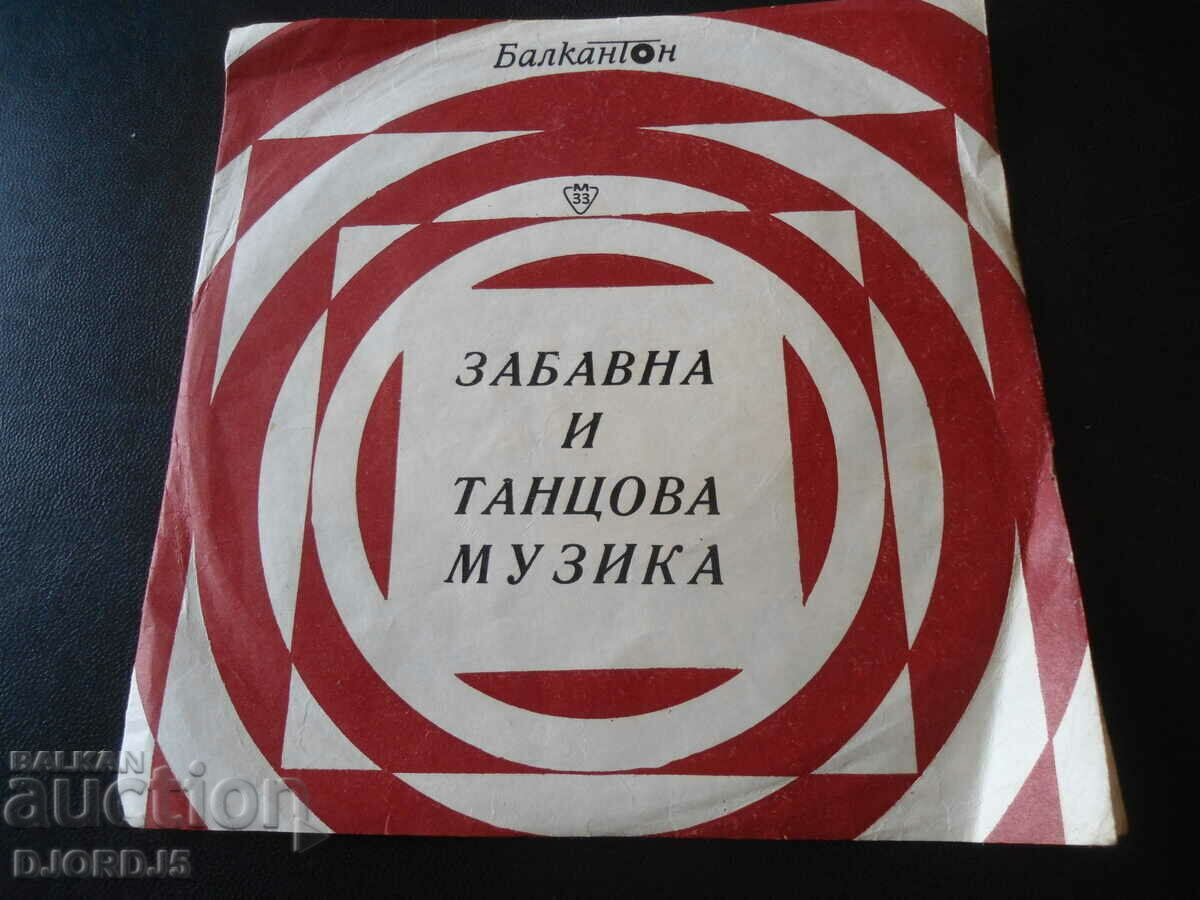 Балкантон
М
33
ЗАБАВНА
И
ТАНЦОВА
МУЗИКА
BALKAN
auction
DJORDJ5